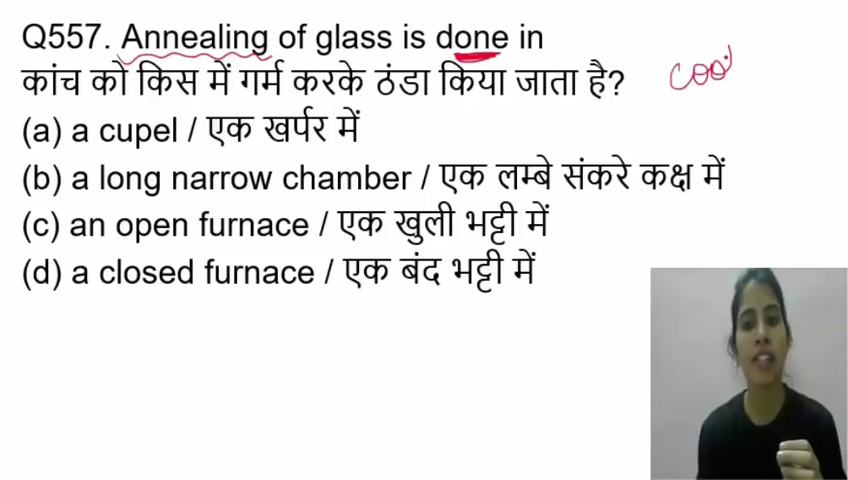 Q557. Annealing of glass is done in
कांच को किस में गर्म करके ठंडा किया जाता है?
cool
(a) a cupel / एक खर्पर में
(b) a long narrow chamber / एक लम्बे संकरे कक्ष में
(c) an open furnace / एक खुली भट्टी में
(d) a closed furnace / एक बंद भट्टी में